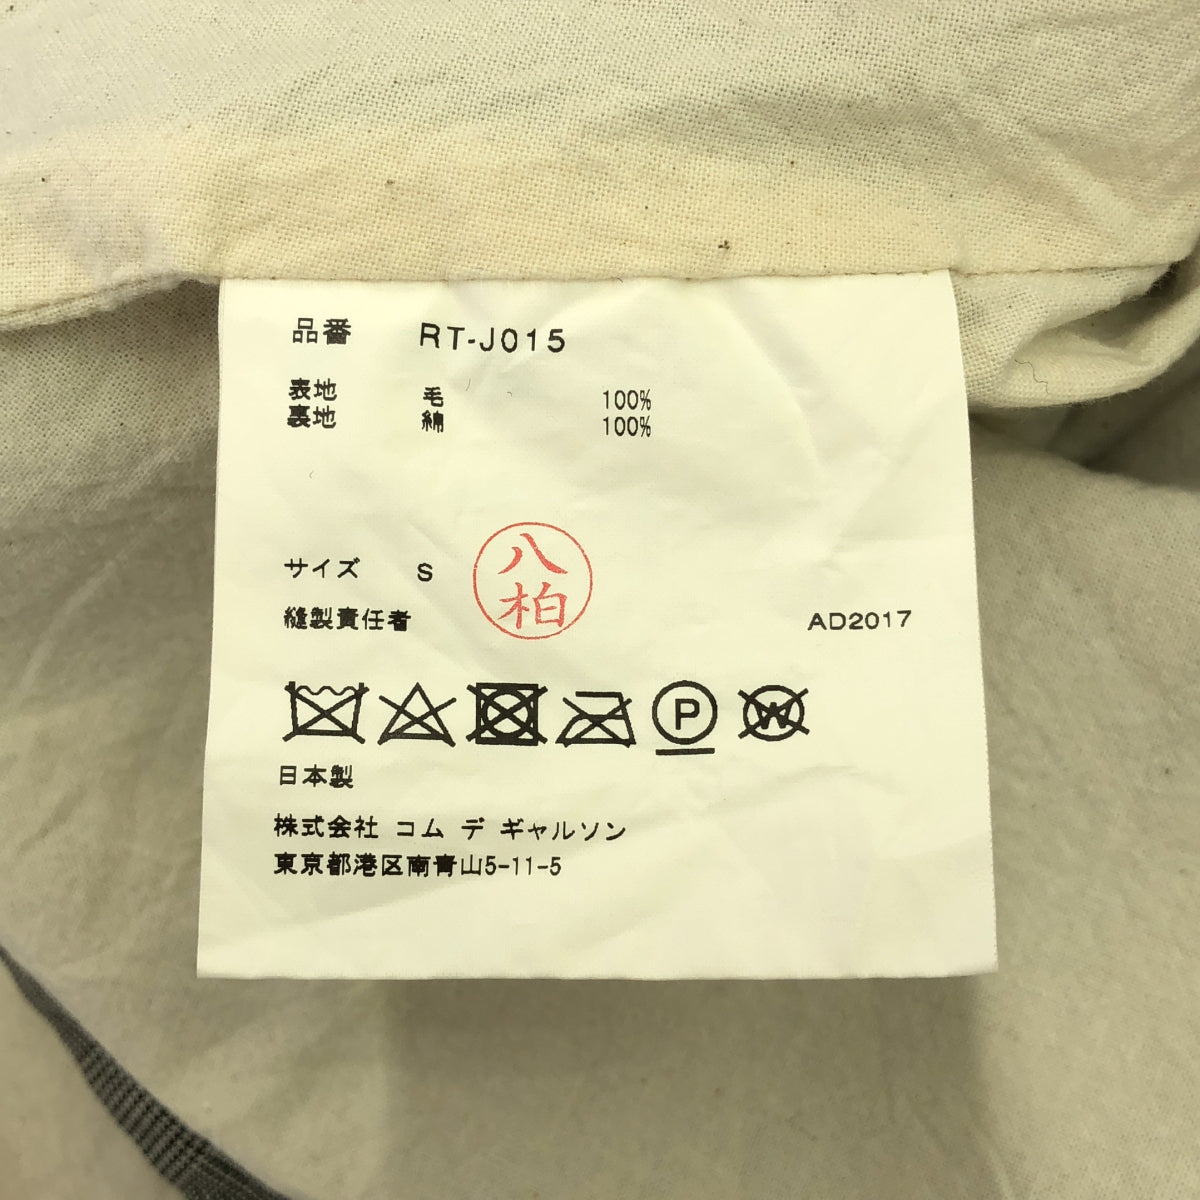 品番 RT-J015
表地 毛 100%
裏地 綿 100%
サイズ S
八柏
縫製責任者 AD2017
P W
日本製
株式会社 コム デ ギャルソン
東京都港区南青山5-11-5